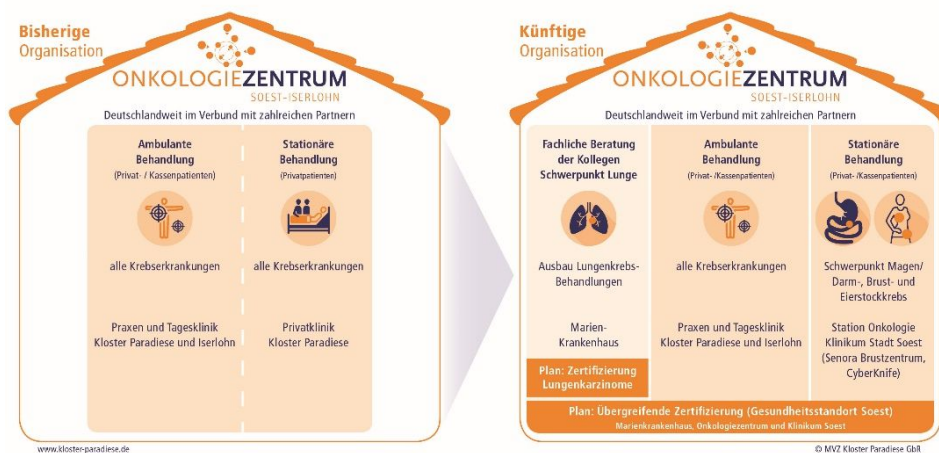 Bisherige
Organisation
ONKOLOGIEZENTRUM
SOEST-ISERLOHN
Deutschlandweit im Verbund mit zahlreichen Partnern
Ambulante
Behandlung
(Privat- / Kassenpatienten)
alle Krebserkrankungen
Praxen und Tagesklinik
Kloster Paradiese und Iserlohn
Stationäre
Behandlung
(Privatpatienten)
alle Krebserkrankungen
Privatklinik
Kloster Paradiese
www.kloster-paradiese.de
Künftige
Organisation
ONKOLOGIEZENTRUM
SOEST-ISERLOHN
Deutschlandweit im Verbund mit zahlreichen Partnern
Fachliche Beratung
der Kollegen
Schwerpunkt Lunge
Ausbau Lungenkrebs-
Behandlungen
Marien-
Krankenhaus
Plan: Zertifizierung
Lungenkarzinome
Ambulante
Behandlung
(Privat- /Kassenpatienten)
alle Krebserkrankungen
Praxen und Tagesklinik
Kloster Paradiese und Iserlohn
Stationäre
Behandlung
(Privat- /Kassenpatienten)
Schwerpunkt Magen/
Darm-, Brust- und
Eierstockkrebs
Station Onkologie
Klinikum Stadt Soest
(Senora Brustzentrum,
CyberKnife)
Plan: Übergreifende Zertifizierung (Gesundheitsstandort Soest)
Marienkrankenhaus, Onkologiezentrum und Klinikum Soest
© MVZ Kloster Paradiese GbR